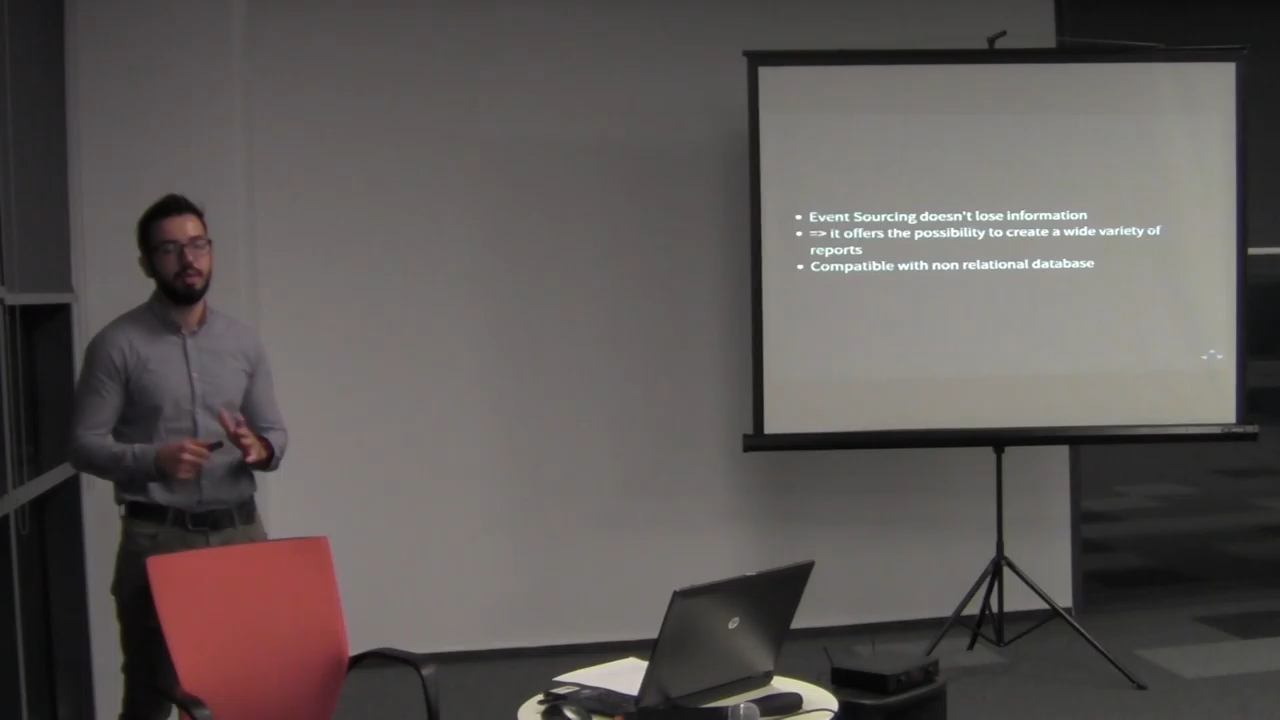 • Event Sourcing doesn't lose information
• => it offers the possibility to create a wide variety of
reports
• Compatible with non relational database
hp